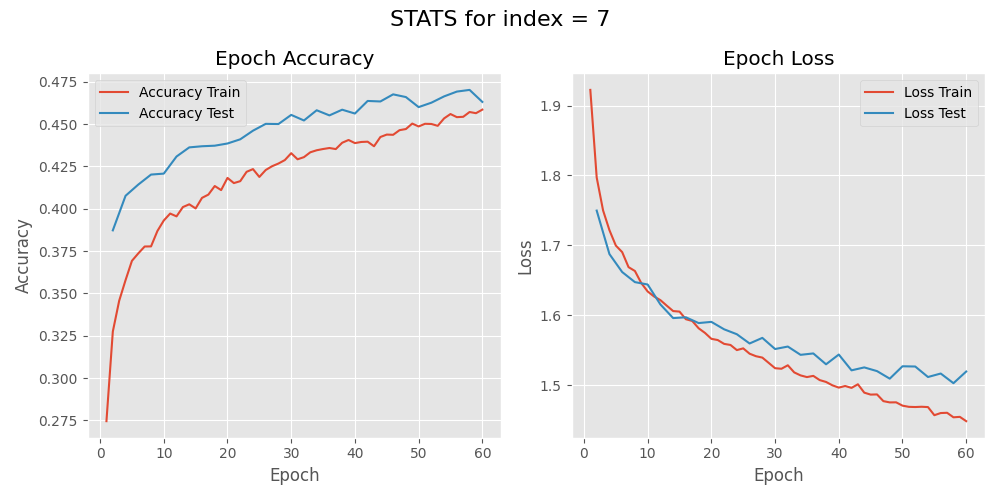 STATS for index = 7
Epoch Accuracy
Accuracy Train
Accuracy Test
0.475
0.450
0.425
0.400
0.375
0.350
0.325
0.300
0.275
Accuracy
0
10
20
30
40
50
60
Epoch
Epoch Loss
Loss Train
Loss Test
1.9
1.8
1.7
1.6
1.5
Loss
0
10
20
30
40
50
60
Epoch